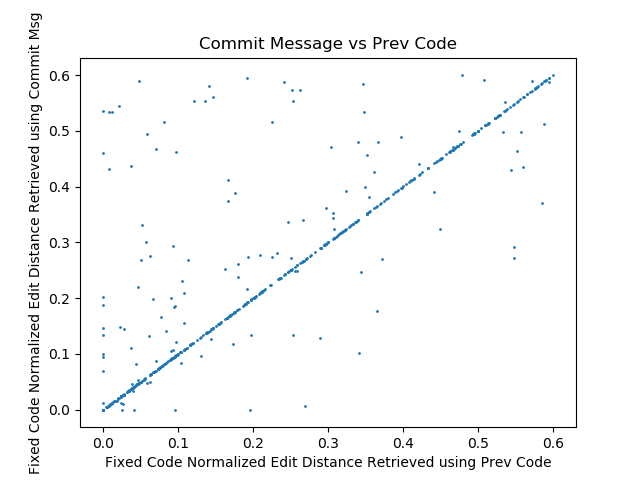 Commit Message vs Prev Code
Fixed Code Normalized Edit Distance Retrieved using Commit Msg
0.6
0.5
0.4
0.3
0.2
0.1
0.0
0.0 0.1 0.2 0.3 0.4 0.5 0.6
Fixed Code Normalized Edit Distance Retrieved using Prev Code